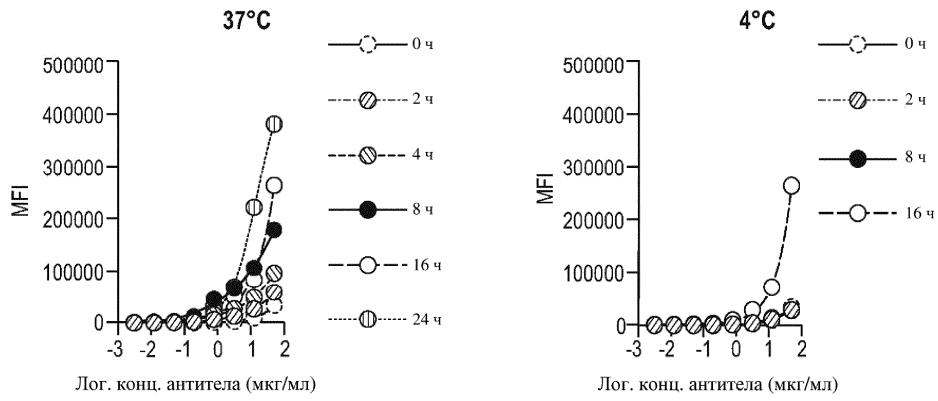 37°C
500000
400000
300000
200000
100000
0
MFI
-3 -2 -1 0 1 2
Лог. конц. антитела (мкг/мл)
0 ч
2 ч
4 ч
8 ч
16 ч
24 ч
4°C
500000
400000
300000
200000
100000
0
MFI
-3 -2 -1 0 1 2
Лог. конц. антитела (мкг/мл)
0 ч
2 ч
8 ч
16 ч